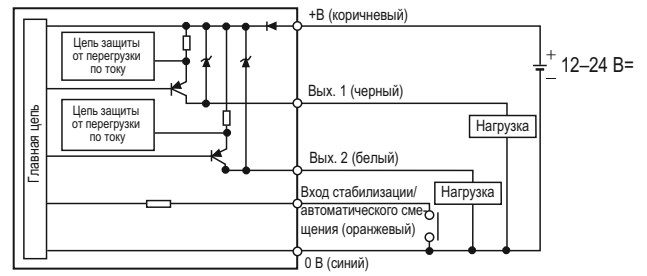 +В (коричневый)
Цепь защиты
от перегрузки
по току
+
12–24 В=
–
Вых. 1 (черный)
Цепь защиты
от перегрузки
по току
Нагрузка
Главная цепь
Вых. 2 (белый)
Вход стабилизации/
автоматического сме-
щения (оранжевый)
Нагрузка
0 В (синий)